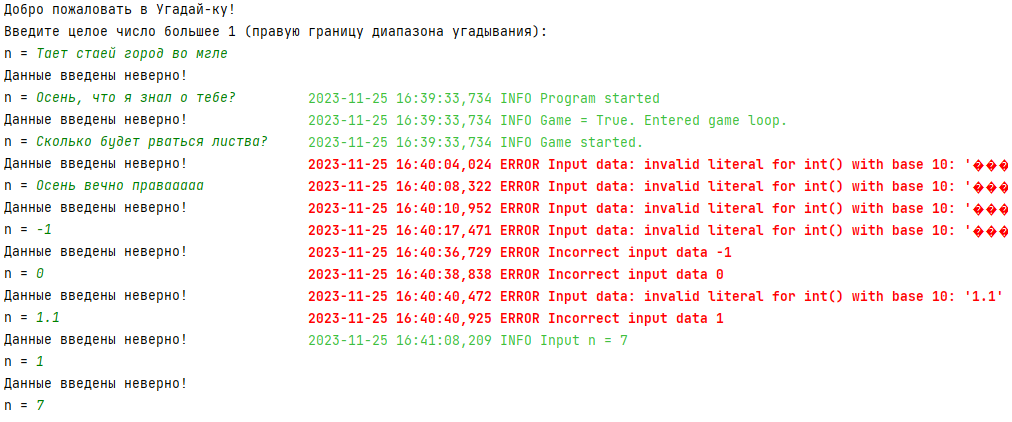 Добро пожаловать в Угадай-ку!
Введите целое число большее 1 (правую границу диапазона угадывания):
n = Тает стаей город во мгле
Данные введены неверно!
n = Осень, что я знал о тебе?
Данные введены неверно!
n = Сколько будет рваться листва?
Данные введены неверно!
n = Осень вечно правааааа
Данные введены неверно!
n = -1
Данные введены неверно!
n = 0
Данные введены неверно!
n = 1.1
Данные введены неверно!
n = 1
Данные введены неверно!
n = 7
2023-11-25 16:39:33,734 INFO Program started
2023-11-25 16:39:33,734 INFO Game = True. Entered game loop.
2023-11-25 16:39:33,734 INFO Game started.
2023-11-25 16:40:04,024 ERROR Input data: invalid literal for int() with base 10: '���
2023-11-25 16:40:08,322 ERROR Input data: invalid literal for int() with base 10: '���
2023-11-25 16:40:10,952 ERROR Input data: invalid literal for int() with base 10: '���
2023-11-25 16:40:17,471 ERROR Input data: invalid literal for int() with base 10: '���
2023-11-25 16:40:36,729 ERROR Incorrect input data -1
2023-11-25 16:40:38,838 ERROR Incorrect input data 0
2023-11-25 16:40:40,472 ERROR Input data: invalid literal for int() with base 10: '1.1'
2023-11-25 16:40:40,925 ERROR Incorrect input data 1
2023-11-25 16:41:08,209 INFO Input n = 7